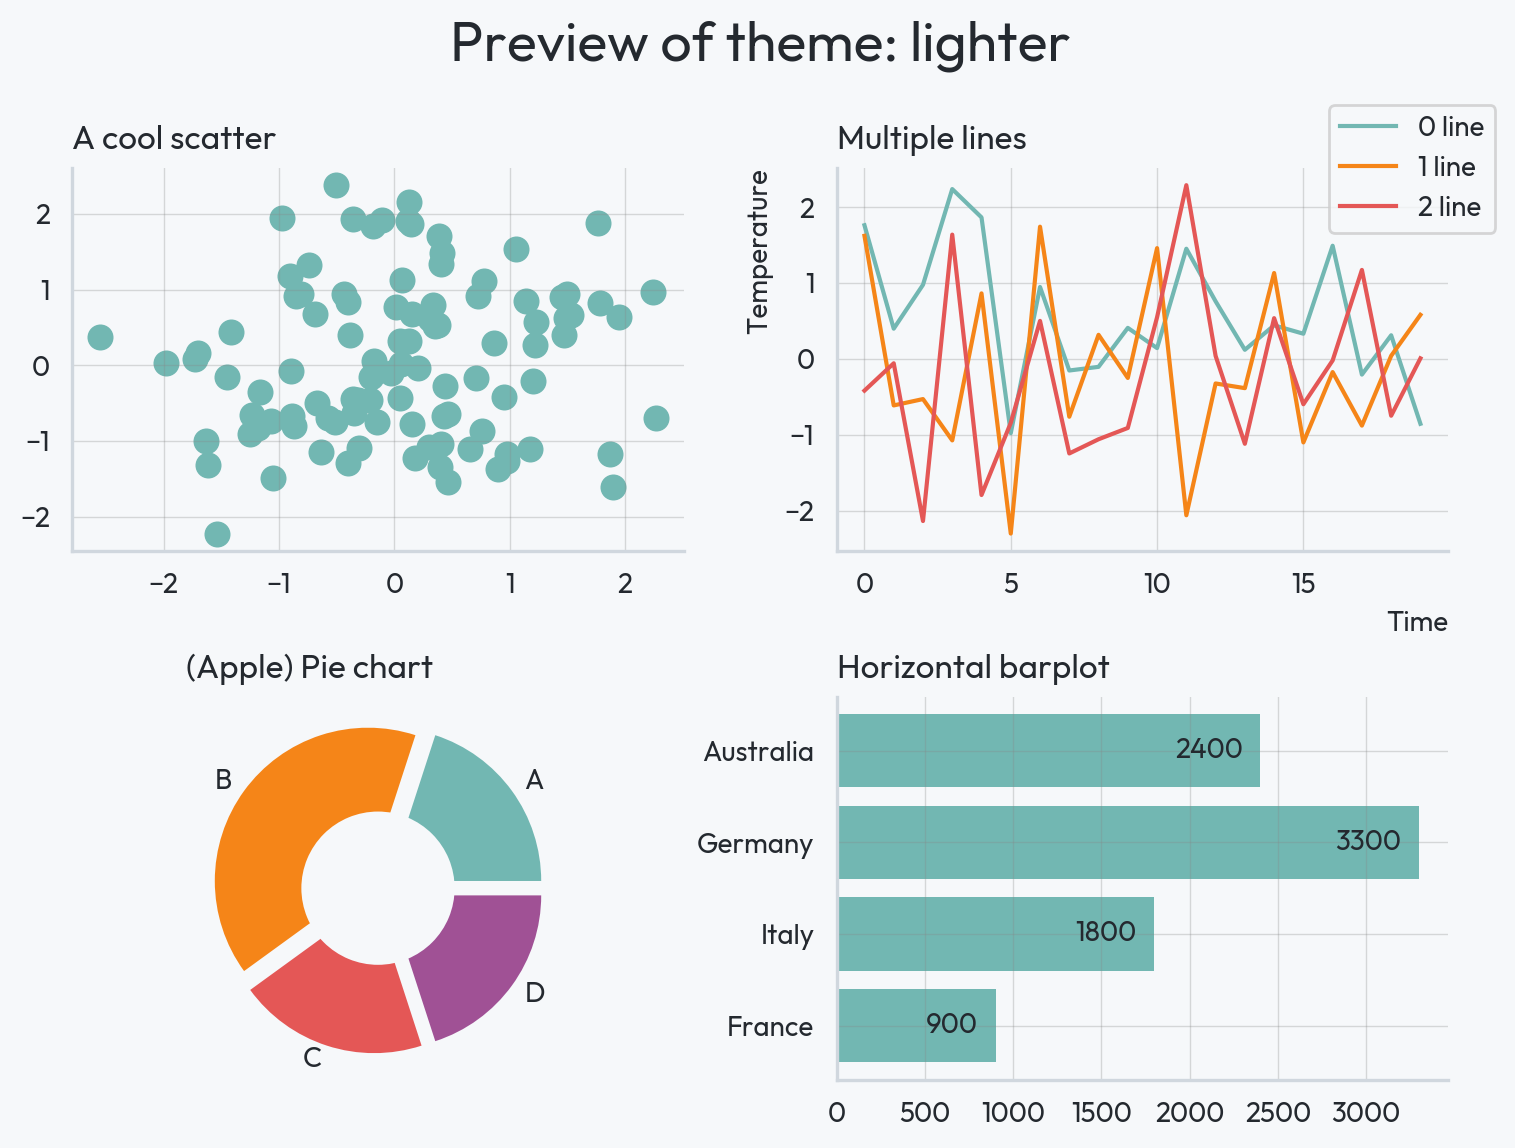 Preview of theme: lighter
A cool scatter
2
1
0
−1
−2
−2 −1 0 1 2
Multiple lines
0 line
1 line
2 line
Temperature
2
1
0
−1
−2
0 5 10 15
Time
(Apple) Pie chart
A
B
C
D
Horizontal barplot
Australia 2400
Germany 3300
Italy 1800
France 900
0 500 1000 1500 2000 2500 3000